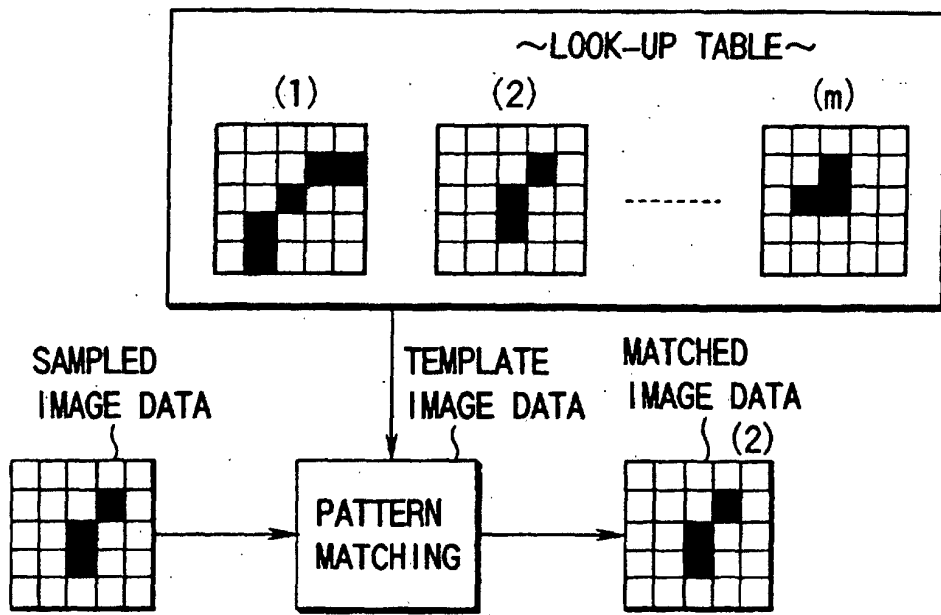 ~LOOK-UP TABLE~
(1)
(2)
(m)
SAMPLED
IMAGE DATA
TEMPLATE
IMAGE DATA
MATCHED
IMAGE DATA
(2)
PATTERN
MATCHING